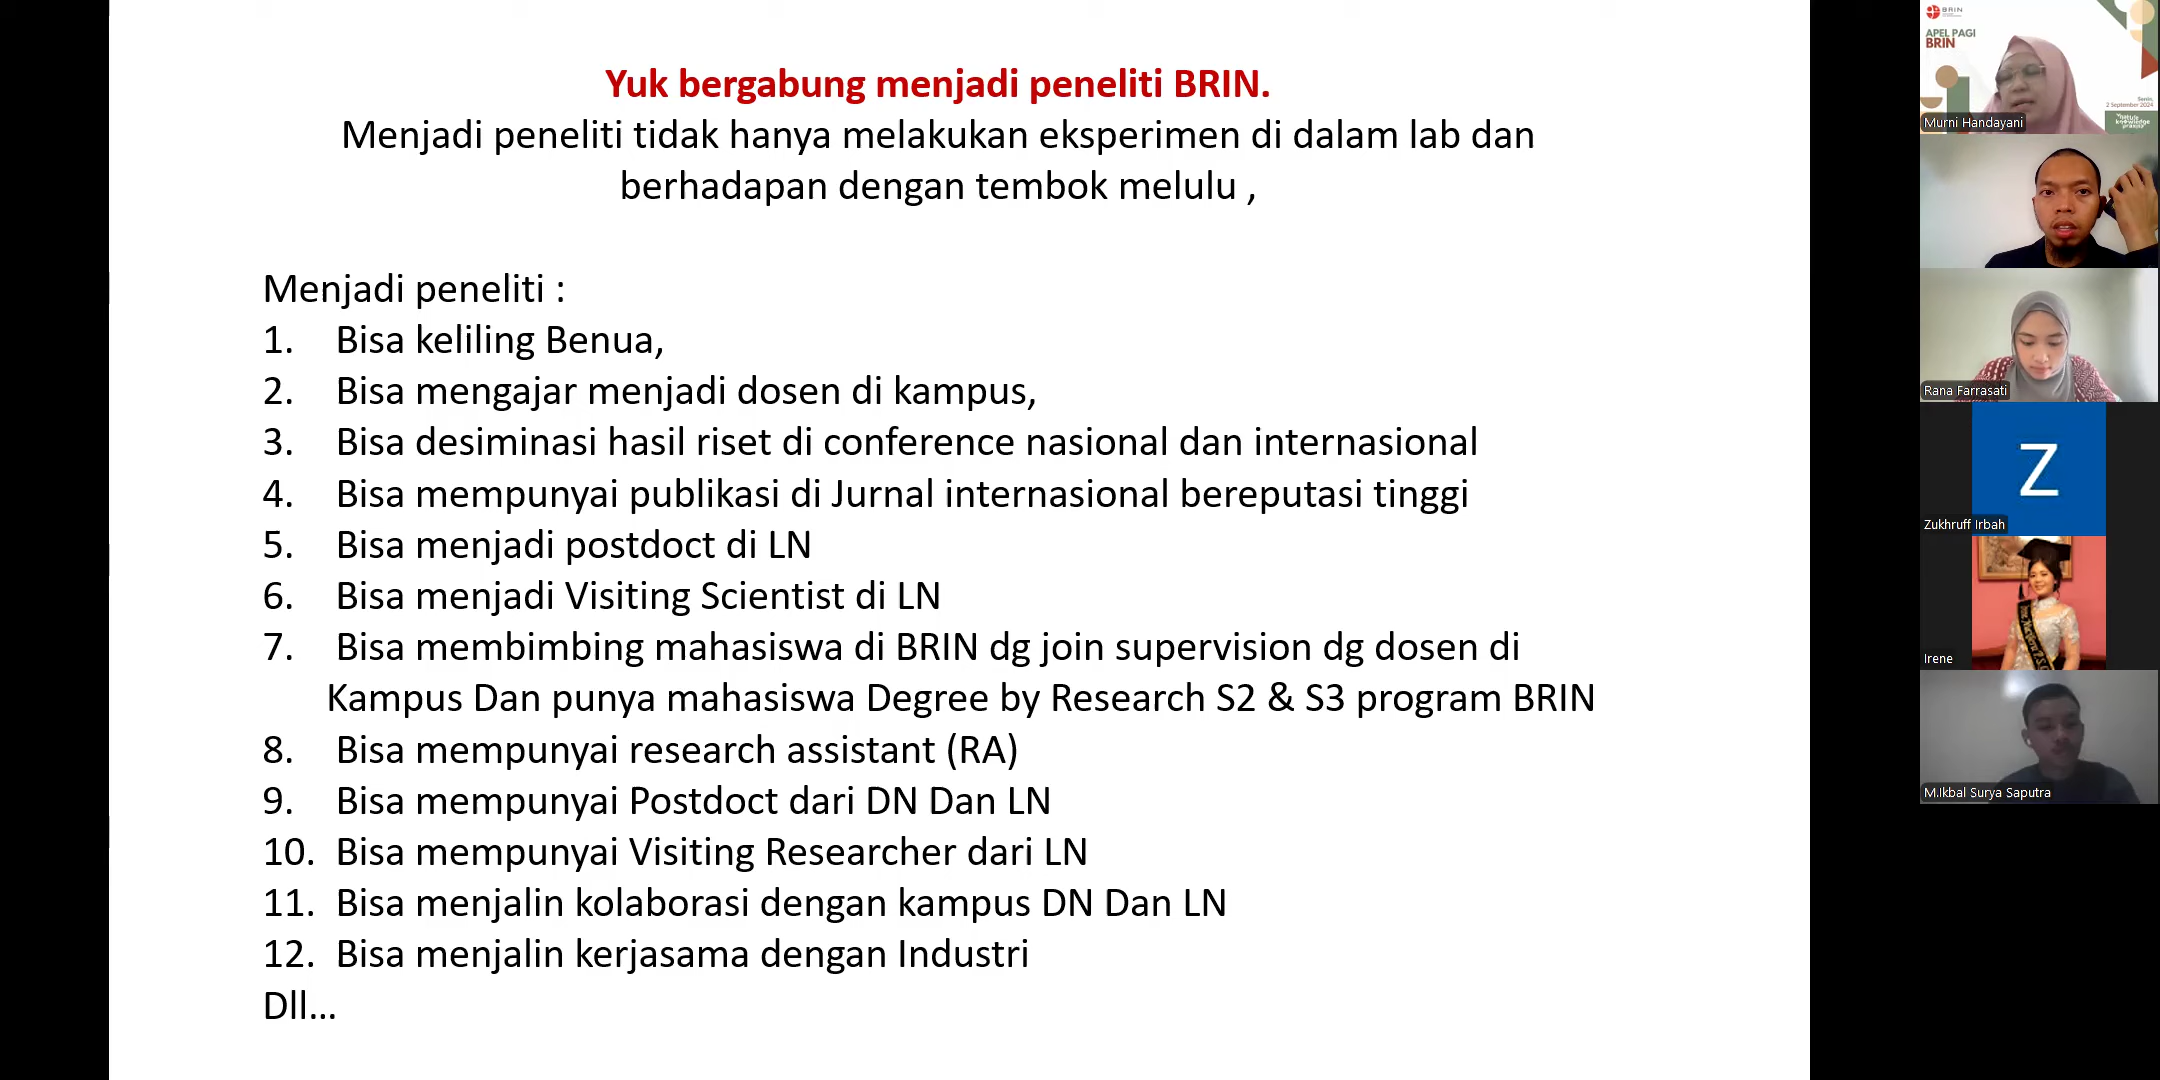 Yuk bergabung menjadi peneliti BRIN.
Menjadi peneliti tidak hanya melakukan eksperimen di dalam lab dan
berhadapan dengan tembok melulu ,
Menjadi peneliti :
1. Bisa keliling Benua,
2. Bisa mengajar menjadi dosen di kampus,
3. Bisa desiminasi hasil riset di conference nasional dan internasional
4. Bisa mempunyai publikasi di Jurnal internasional bereputasi tinggi
5. Bisa menjadi postdoct di LN
6. Bisa menjadi Visiting Scientist di LN
7. Bisa membimbing mahasiswa di BRIN dg join supervision dg dosen di
Kampus Dan punya mahasiswa Degree by Research S2 & S3 program BRIN
8. Bisa mempunyai research assistant (RA)
9. Bisa mempunyai Postdoct dari DN Dan LN
10. Bisa mempunyai Visiting Researcher dari LN
11. Bisa menjalin kolaborasi dengan kampus DN Dan LN
12. Bisa menjalin kerjasama dengan Industri
Dll...
BRIN
APEL PAGI
BRIN
Senin,
2 September 2024
Murni Handayani
Rana Farrasati
Z
Zukhruff Irbah
Irene
M.Ikbal Surya Saputra